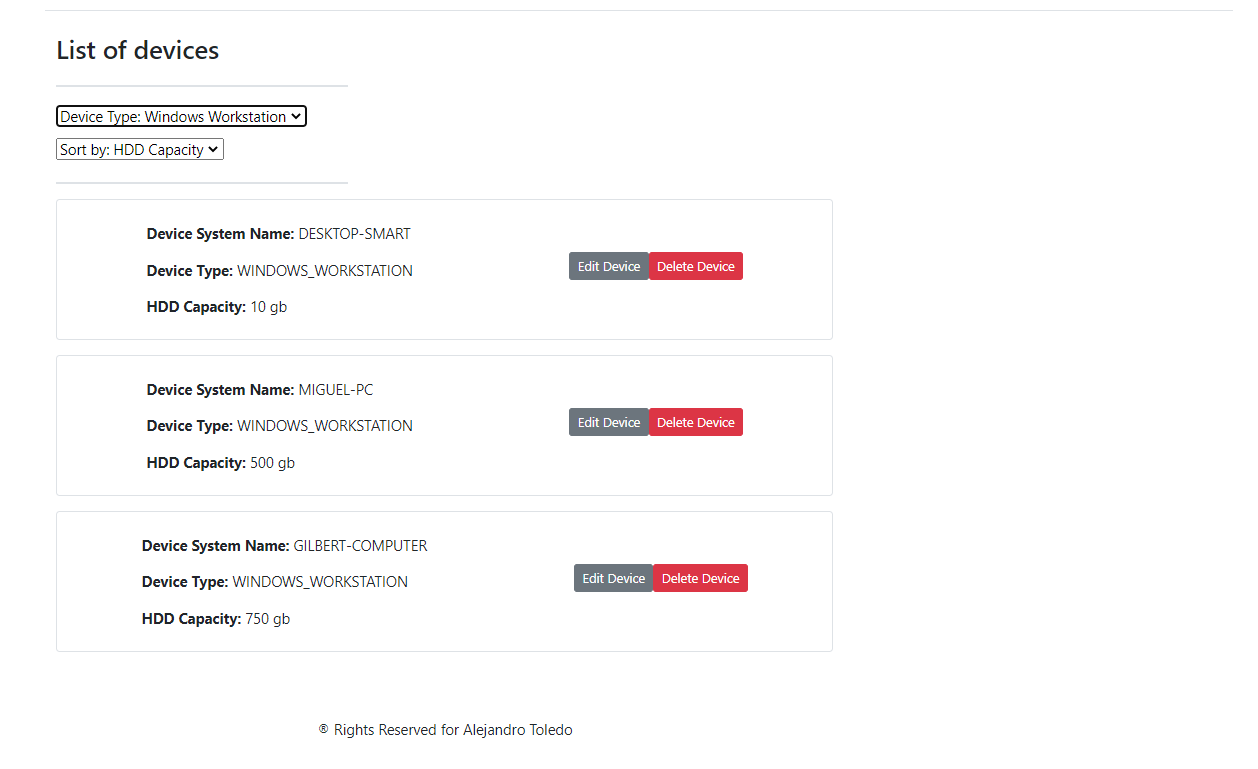 List of devices
Device Type: Windows Workstation
Sort by: HDD Capacity
Device System Name: DESKTOP-SMART
Device Type: WINDOWS_WORKSTATION
Edit Device Delete Device
HDD Capacity: 10 gb
Device System Name: MIGUEL-PC
Device Type: WINDOWS_WORKSTATION
Edit Device Delete Device
HDD Capacity: 500 gb
Device System Name: GILBERT-COMPUTER
Device Type: WINDOWS_WORKSTATION
Edit Device Delete Device
HDD Capacity: 750 gb
® Rights Reserved for Alejandro Toledo